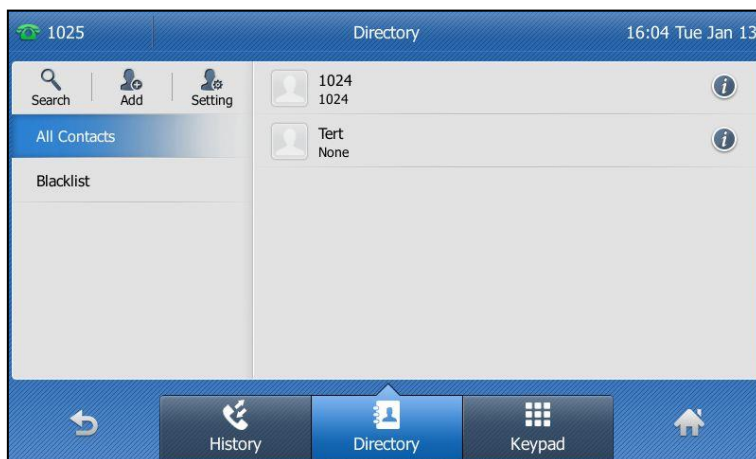 1025 Directory 16:04 Tue Jan 13
Search Add Setting
All Contacts
Blacklist
1024
1024
Tert
None
History Directory Keypad